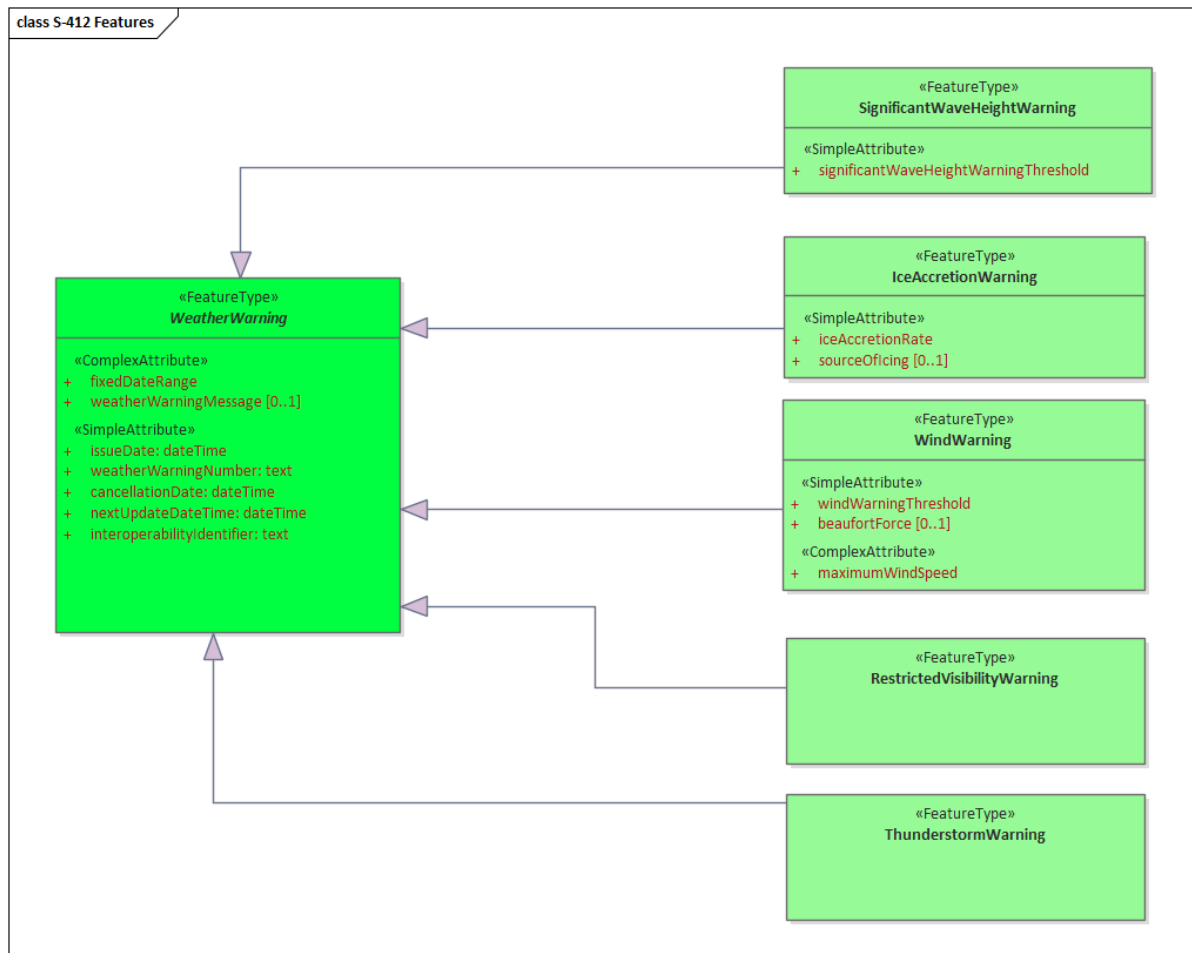 class S-412 Features
«FeatureType»
WeatherWarning
«ComplexAttribute»
+ fixedDateRange
+ weatherWarningMessage [0..1]
«SimpleAttribute»
+ issueDate: dateTime
+ weatherWarningNumber: text
+ cancellationDate: dateTime
+ nextUpdateDateTime: dateTime
+ interoperabilityIdentifier: text
«FeatureType»
SignificantWaveHeightWarning
«SimpleAttribute»
+ significantWaveHeightWarningThreshold
«FeatureType»
IceAccretionWarning
«SimpleAttribute»
+ iceAccretionRate
+ sourceOfIcing [0..1]
«FeatureType»
WindWarning
«SimpleAttribute»
+ windWarningThreshold
+ beaufortForce [0..1]
«ComplexAttribute»
+ maximumWindSpeed
«FeatureType»
RestrictedVisibilityWarning
«FeatureType»
ThunderstormWarning